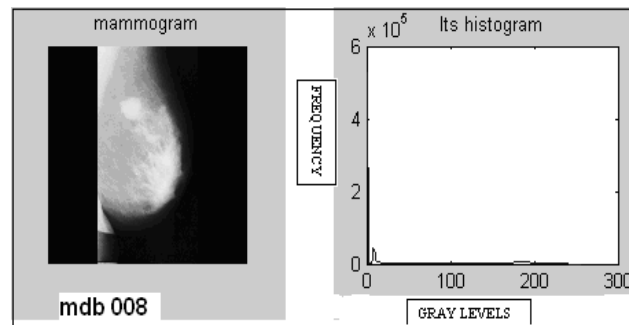 mammogram
mdb 008
Its histogram
x 10^5
FREQUENCY
6
4
2
0
0 100 200 300
GRAY LEVELS